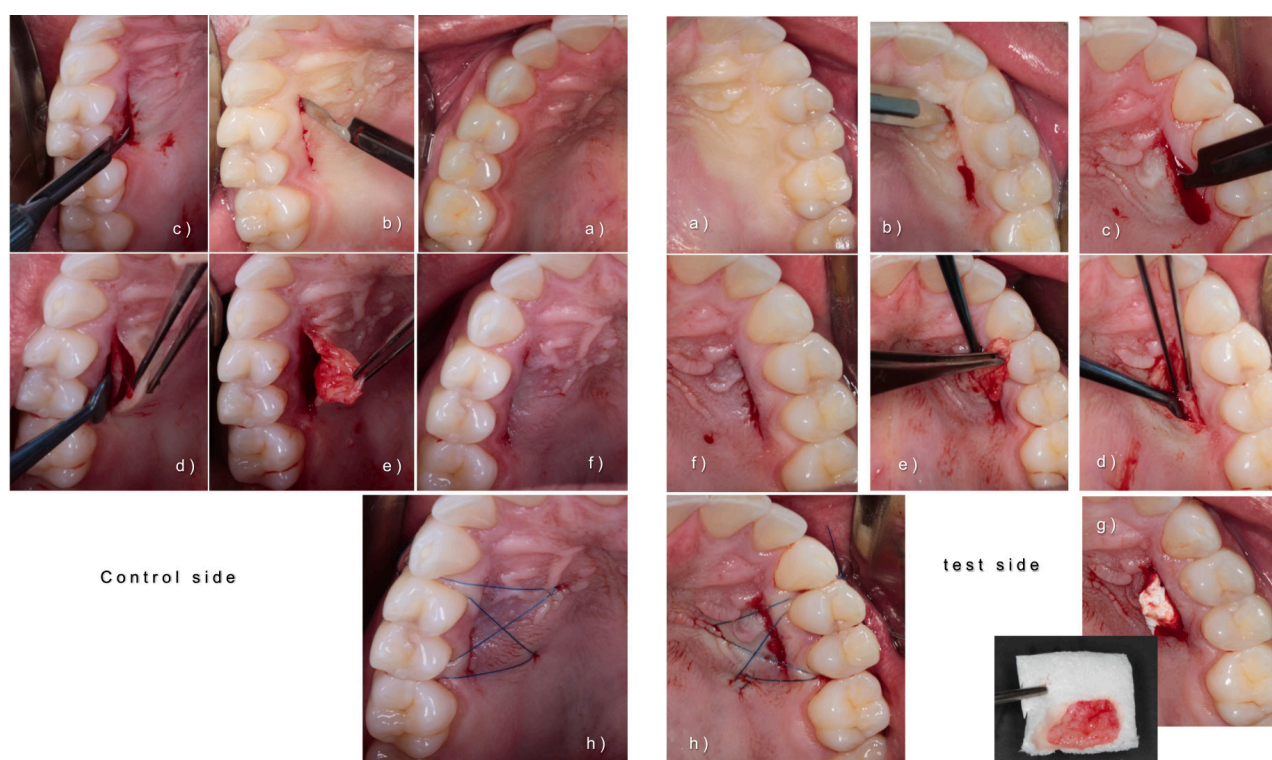 c)
b)
a)
a)
b)
c)
d)
e)
f)
f)
e)
d)
Control side
h)
h)
test side
g)